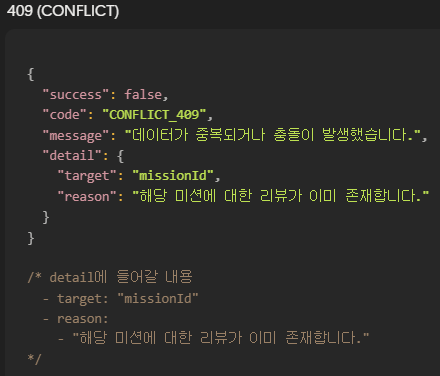 409 (CONFLICT)
{
"success": false,
"code": "CONFLICT_409",
"message": "데이터가 중복되거나 충돌이 발생했습니다.",
"detail": {
"target": "missionId",
"reason": "해당 미션에 대한 리뷰가 이미 존재합니다."
}
}
/* detail에 들어갈 내용
- target: "missionId"
- reason:
- "해당 미션에 대한 리뷰가 이미 존재합니다."
*/